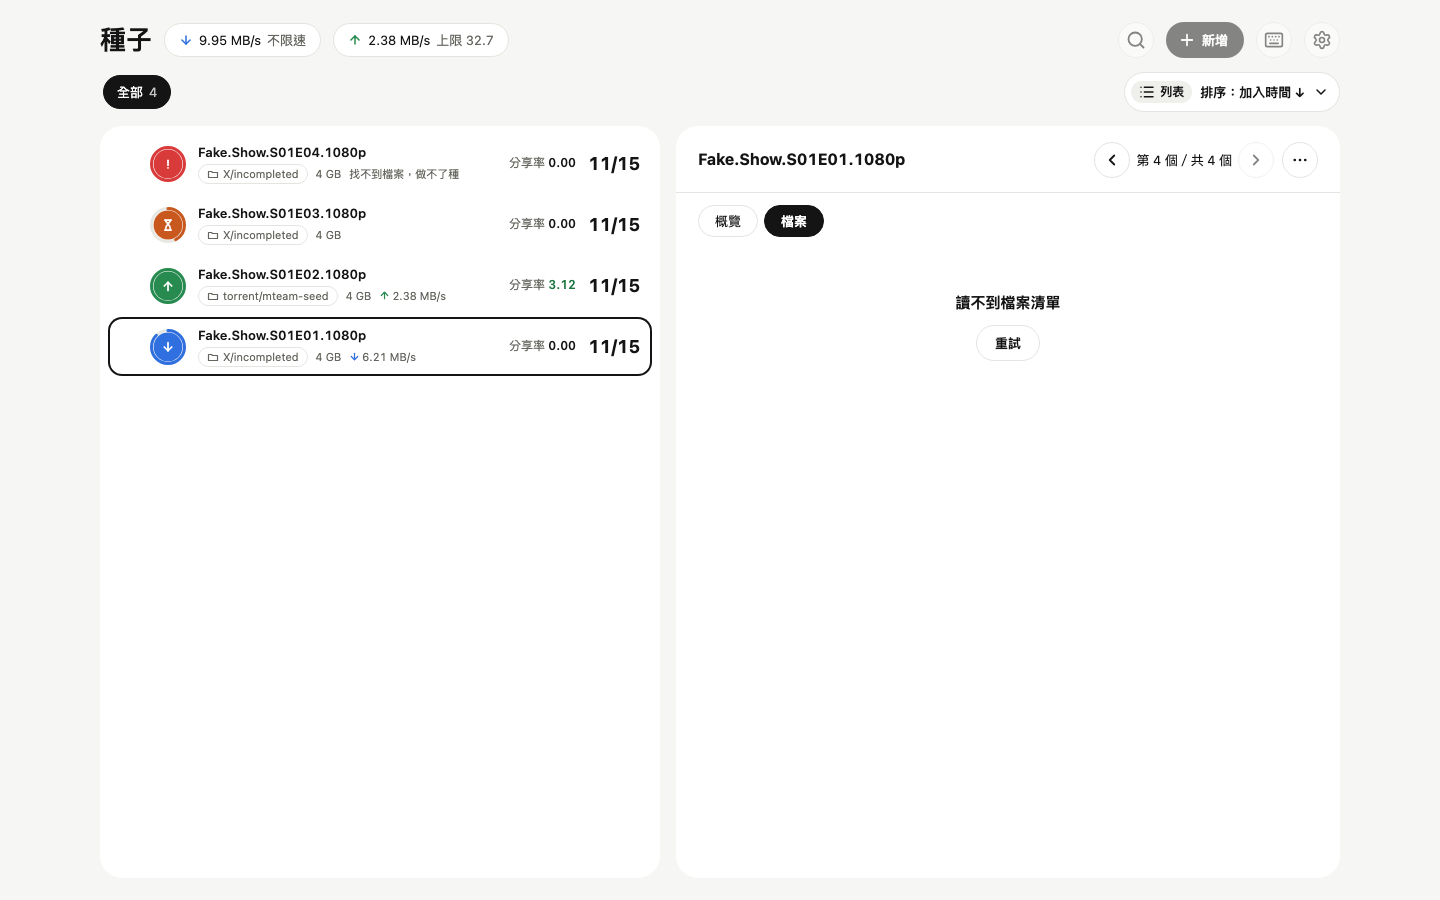 種子
9.95 MB/s 不限速
2.38 MB/s 上限 32.7
新增
全部 4
列表
排序：加入時間
Fake.Show.S01E04.1080p
X/incompleted 4 GB 找不到檔案，做不了種
分享率 0.00
11/15
Fake.Show.S01E03.1080p
X/incompleted 4 GB
分享率 0.00
11/15
Fake.Show.S01E02.1080p
torrent/mteam-seed 4 GB 2.38 MB/s
分享率 3.12
11/15
Fake.Show.S01E01.1080p
X/incompleted 4 GB 6.21 MB/s
分享率 0.00
11/15
Fake.Show.S01E01.1080p
第 4 個 / 共 4 個
概覽
檔案
讀不到檔案清單
重試